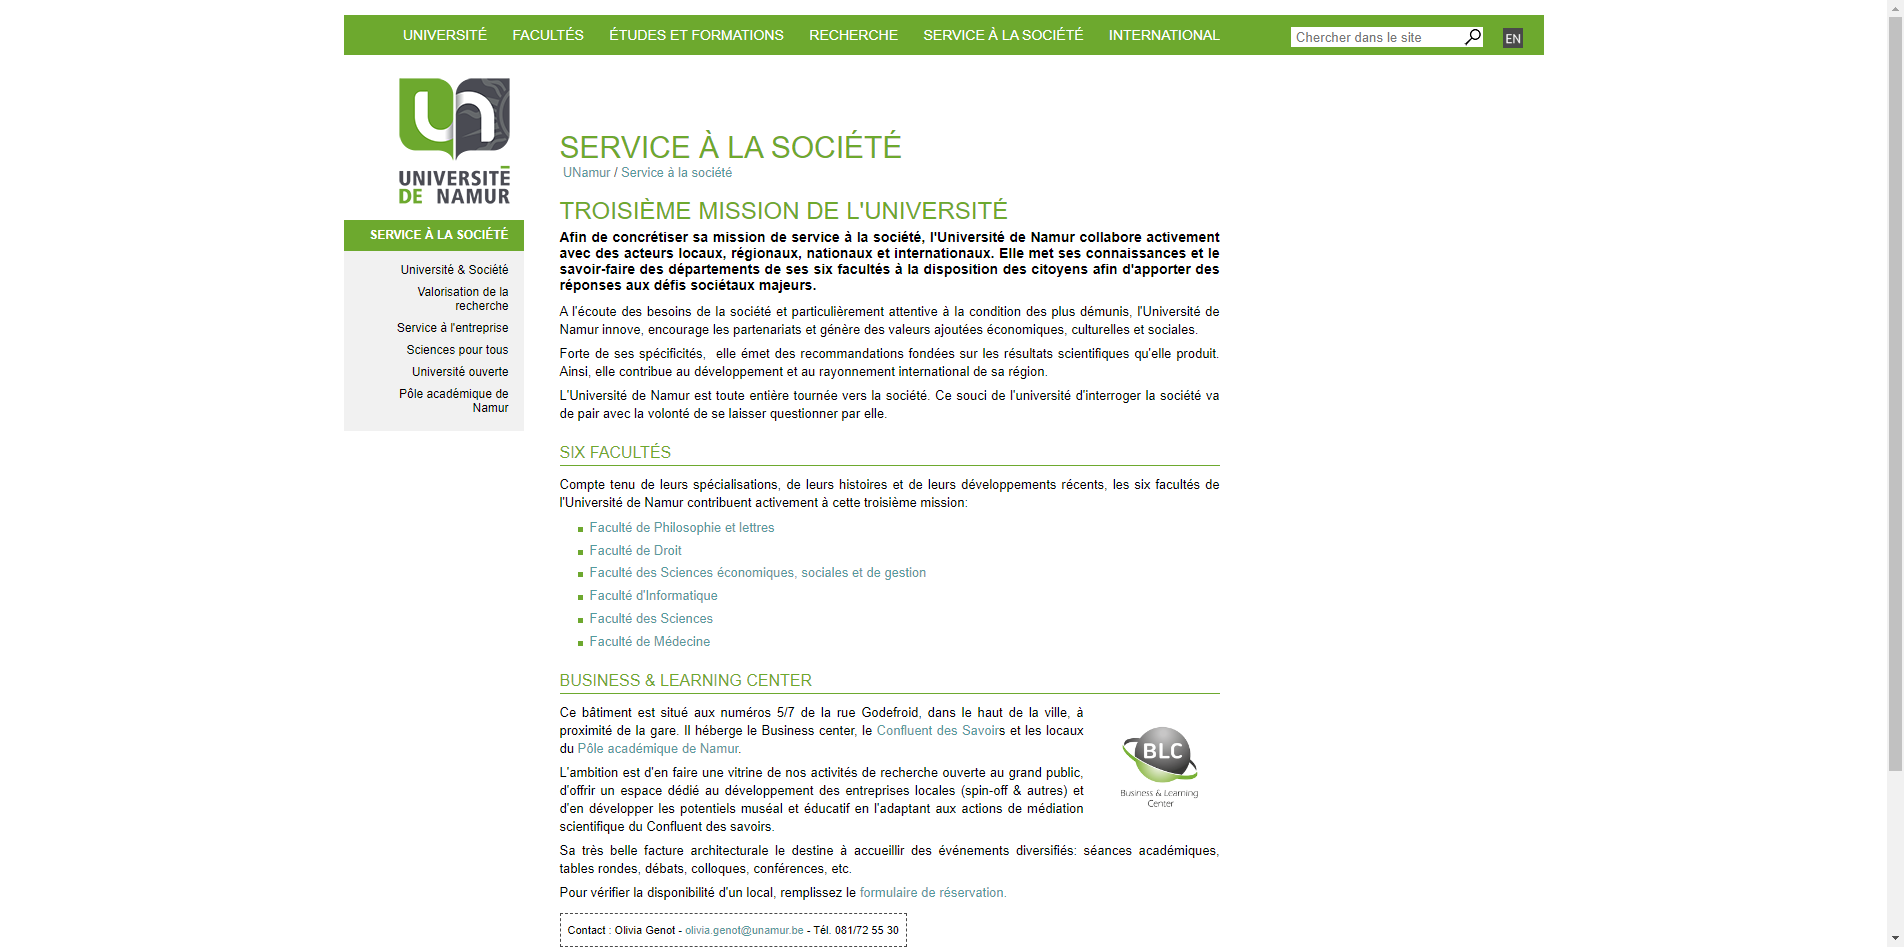 UNIVERSITÉ FACULTÉS ÉTUDES ET FORMATIONS RECHERCHE SERVICE À LA SOCIÉTÉ INTERNATIONAL Chercher dans le site EN
UNIVERSITÉ
DE NAMUR
SERVICE À LA SOCIÉTÉ
Université & Société
Valorisation de la
recherche
Service à l'entreprise
Sciences pour tous
Université ouverte
Pôle académique de
Namur
SERVICE À LA SOCIÉTÉ
UNamur / Service à la société
TROISIÈME MISSION DE L'UNIVERSITÉ
Afin de concrétiser sa mission de service à la société, l'Université de Namur collabore activement
avec des acteurs locaux, régionaux, nationaux et internationaux. Elle met ses connaissances et le
savoir-faire des départements de ses six facultés à la disposition des citoyens afin d'apporter des
réponses aux défis sociétaux majeurs.
A l'écoute des besoins de la société et particulièrement attentive à la condition des plus démunis, l'Université de
Namur innove, encourage les partenariats et génère des valeurs ajoutées économiques, culturelles et sociales.
Forte de ses spécificités, elle émet des recommandations fondées sur les résultats scientifiques qu'elle produit.
Ainsi, elle contribue au développement et au rayonnement international de sa région.
L'Université de Namur est toute entière tournée vers la société. Ce souci de l'université d'interroger la société va
de pair avec la volonté de se laisser questionner par elle.
SIX FACULTÉS
Compte tenu de leurs spécialisations, de leurs histoires et de leurs développements récents, les six facultés de
l'Université de Namur contribuent activement à cette troisième mission:
Faculté de Philosophie et lettres
Faculté de Droit
Faculté des Sciences économiques, sociales et de gestion
Faculté d'Informatique
Faculté des Sciences
Faculté de Médecine
BUSINESS & LEARNING CENTER
Ce bâtiment est situé aux numéros 5/7 de la rue Godefroid, dans le haut de la ville, à
proximité de la gare. Il héberge le Business center, le Confluent des Savoirs et les locaux
du Pôle académique de Namur.
L'ambition est d'en faire une vitrine de nos activités de recherche ouverte au grand public,
d'offrir un espace dédié au développement des entreprises locales (spin-off & autres) et
d'en développer les potentiels muséal et éducatif en l'adaptant aux actions de médiation
scientifique du Confluent des savoirs.
BLC
Business & Learning
Center
Sa très belle facture architecturale le destine à accueillir des événements diversifiés: séances académiques,
tables rondes, débats, colloques, conférences, etc.
Pour vérifier la disponibilité d'un local, remplissez le formulaire de réservation.
Contact : Olivia Genot - olivia.genot@unamur.be - Tél. 081/72 55 30